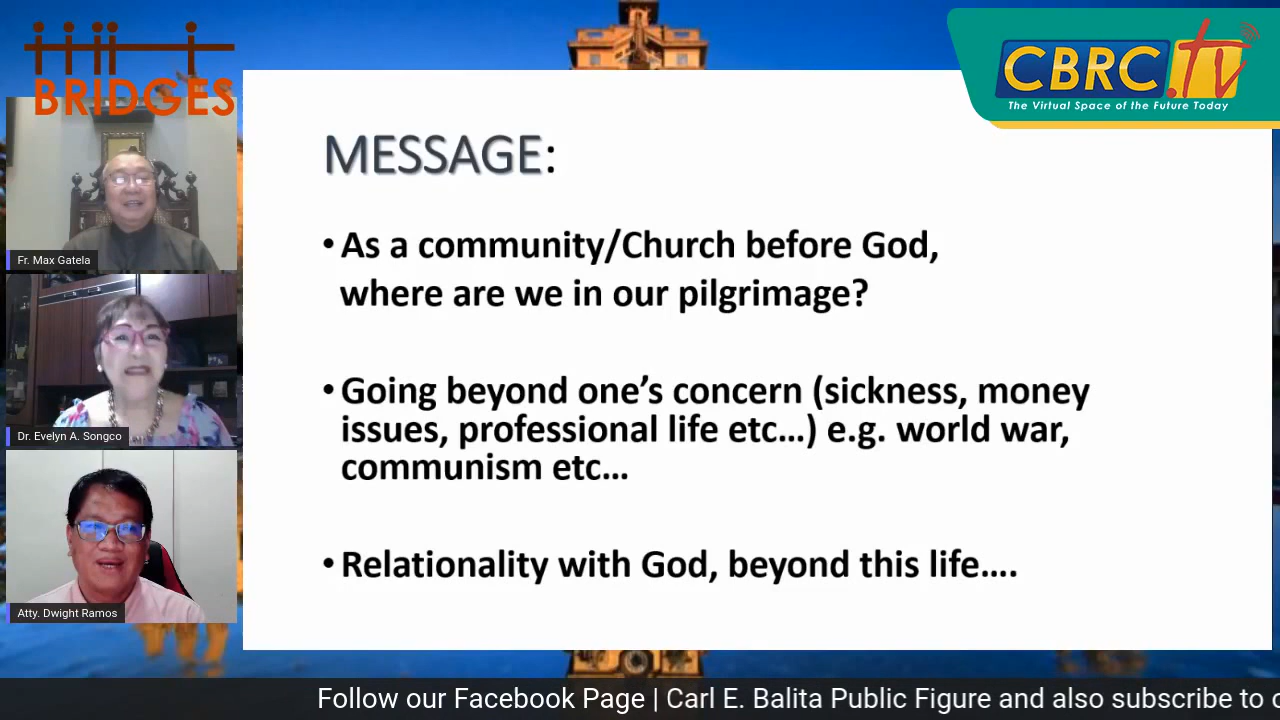 BRIDGES
CBRC.tv
The Virtual Space of the Future Today
MESSAGE:
• As a community/Church before God,
where are we in our pilgrimage?
• Going beyond one’s concern (sickness, money
issues, professional life etc…) e.g. world war,
communism etc…
• Relationality with God, beyond this life….
Fr. Max Gatela
Dr. Evelyn A. Songco
Atty. Dwight Ramos
Follow our Facebook Page | Carl E. Balita Public Figure and also subscribe to